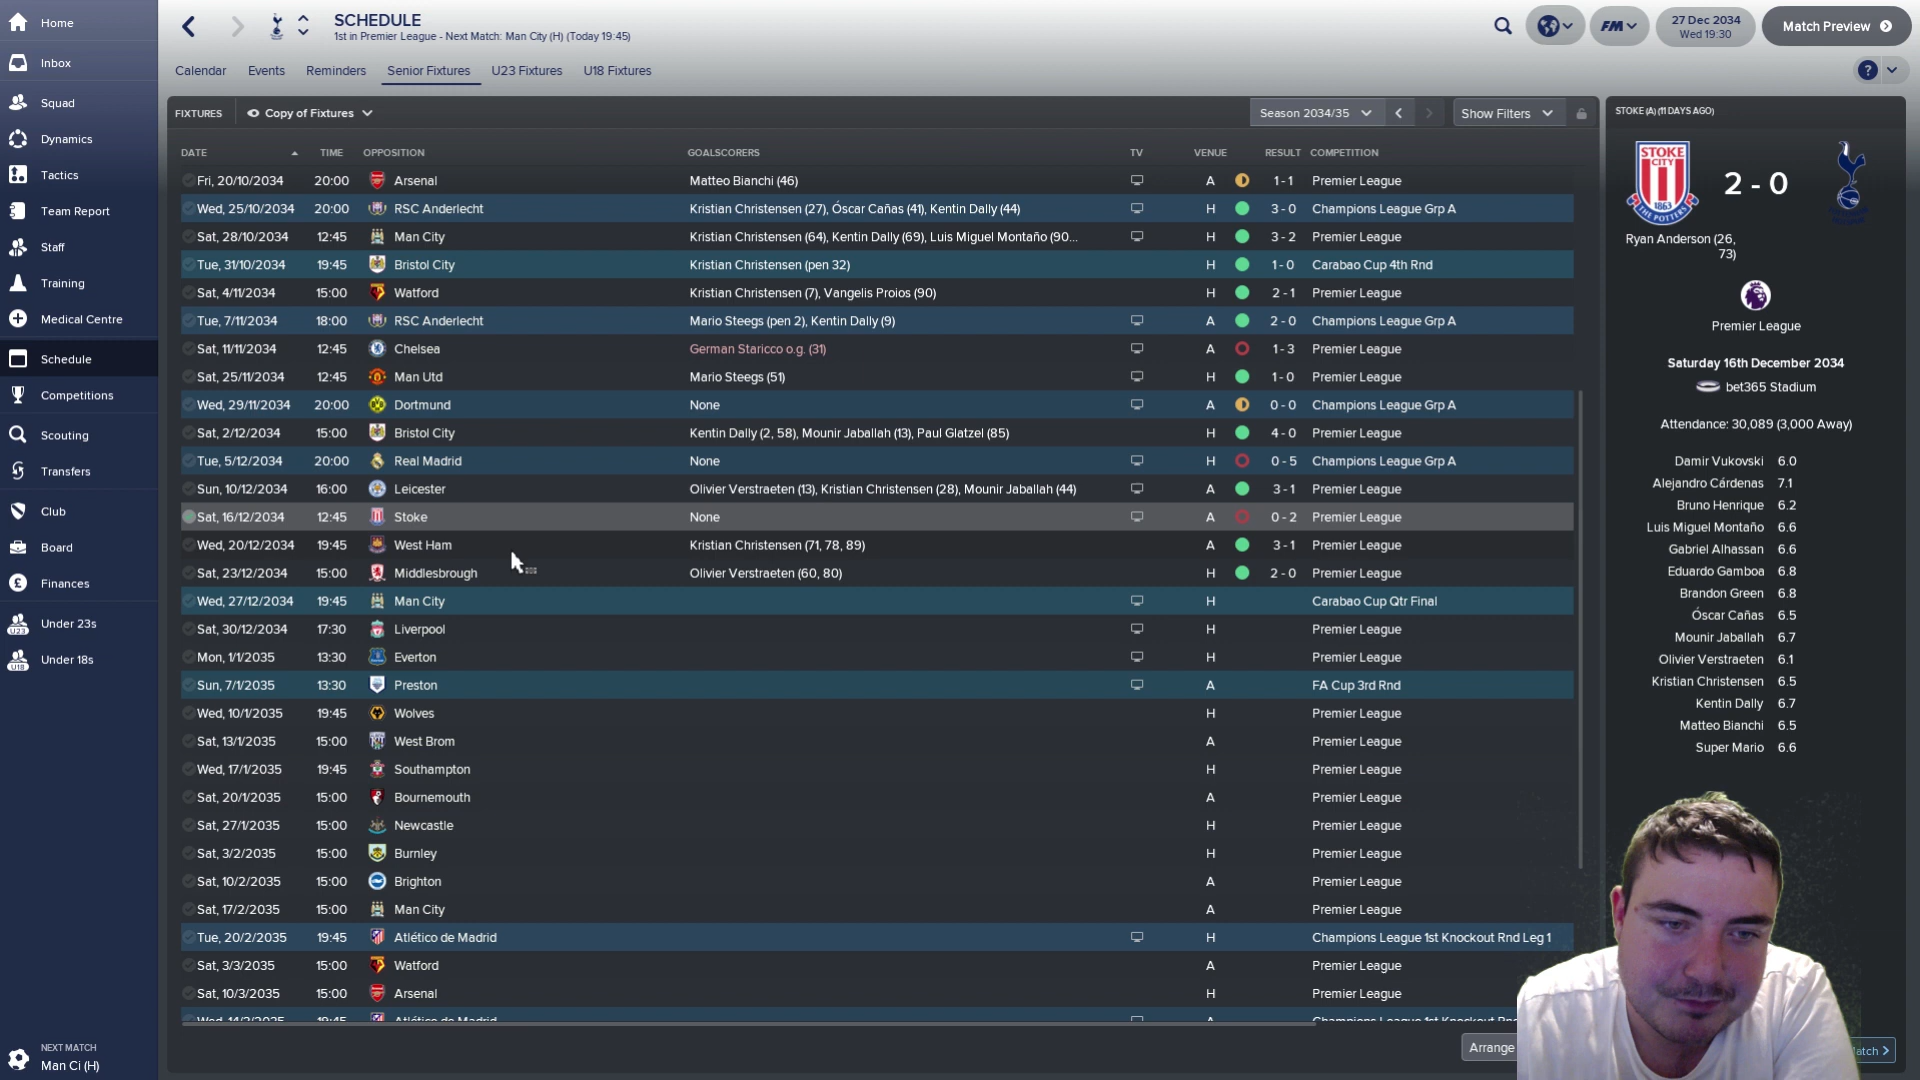 Home
Inbox
Squad
Dynamics
Tactics
Team Report
Staff
Training
Medical Centre
Schedule
Competitions
Scouting
Transfers
Club
Board
Finances
Under 23s
Under 18s
NEXT MATCH
Man Ci (H)
SCHEDULE
1st in Premier League - Next Match: Man City (H) (Today 19:45)
FM
27 Dec 2034
Wed 19:30
Match Preview
Calendar Events Reminders Senior Fixtures U23 Fixtures U18 Fixtures
?
FIXTURES Copy of Fixtures Season 2034/35 Show Filters
DATE TIME OPPOSITION GOALSCORERS TV VENUE RESULT COMPETITION
Fri, 20/10/2034 20:00 Arsenal Matteo Bianchi (46) A 1 - 1 Premier League
Wed, 25/10/2034 20:00 RSC Anderlecht Kristian Christensen (27), Óscar Cañas (41), Kentin Dally (44) H 3 - 0 Champions League Grp A
Sat, 28/10/2034 12:45 Man City Kristian Christensen (64), Kentin Dally (69), Luis Miguel Montaño (90... H 3 - 2 Premier League
Tue, 31/10/2034 19:45 Bristol City Kristian Christensen (pen 32) H 1 - 0 Carabao Cup 4th Rnd
Sat, 4/11/2034 15:00 Watford Kristian Christensen (7), Vangelis Proios (90) H 2 - 1 Premier League
Tue, 7/11/2034 18:00 RSC Anderlecht Mario Steegs (pen 2), Kentin Dally (9) A 2 - 0 Champions League Grp A
Sat, 11/11/2034 12:45 Chelsea German Staricco o.g. (31) A 1 - 3 Premier League
Sat, 25/11/2034 12:45 Man Utd Mario Steegs (51) H 1 - 0 Premier League
Wed, 29/11/2034 20:00 Dortmund None A 0 - 0 Champions League Grp A
Sat, 2/12/2034 15:00 Bristol City Kentin Dally (2, 58), Mounir Jaballah (13), Paul Glatzel (85) H 4 - 0 Premier League
Tue, 5/12/2034 20:00 Real Madrid None H 0 - 5 Champions League Grp A
Sun, 10/12/2034 16:00 Leicester Olivier Verstraeten (13), Kristian Christensen (28), Mounir Jaballah (44) A 3 - 1 Premier League
Sat, 16/12/2034 12:45 Stoke None A 0 - 2 Premier League
Wed, 20/12/2034 19:45 West Ham Kristian Christensen (71, 78, 89) A 3 - 1 Premier League
Sat, 23/12/2034 15:00 Middlesbrough Olivier Verstraeten (60, 80) H 2 - 0 Premier League
Wed, 27/12/2034 19:45 Man City H Carabao Cup Qtr Final
Sat, 30/12/2034 17:30 Liverpool H Premier League
Mon, 1/1/2035 13:30 Everton H Premier League
Sun, 7/1/2035 13:30 Preston A FA Cup 3rd Rnd
Wed, 10/1/2035 19:45 Wolves H Premier League
Sat, 13/1/2035 15:00 West Brom A Premier League
Wed, 17/1/2035 19:45 Southampton H Premier League
Sat, 20/1/2035 15:00 Bournemouth A Premier League
Sat, 27/1/2035 15:00 Newcastle H Premier League
Sat, 3/2/2035 15:00 Burnley H Premier League
Sat, 10/2/2035 15:00 Brighton A Premier League
Sat, 17/2/2035 15:00 Man City A Premier League
Tue, 20/2/2035 19:45 Atlético de Madrid H Champions League 1st Knockout Rnd Leg 1
Sat, 3/3/2035 15:00 Watford A Premier League
Sat, 10/3/2035 15:00 Arsenal H Premier League
Arrange
STOKE (A) (11 DAYS AGO)
STOKE CITY
1863
THE POTTERS
2 - 0
Ryan Anderson (26,
73)
Premier League
Saturday 16th December 2034
bet365 Stadium
Attendance: 30,089 (3,000 Away)
Damir Vukovski 6.0
Alejandro Cárdenas 7.1
Bruno Henrique 6.2
Luis Miguel Montaño 6.6
Gabriel Alhassan 6.6
Eduardo Gamboa 6.8
Brandon Green 6.8
Óscar Cañas 6.5
Mounir Jaballah 6.7
Olivier Verstraeten 6.1
Kristian Christensen 6.5
Kentin Dally 6.7
Matteo Bianchi 6.5
Super Mario 6.6